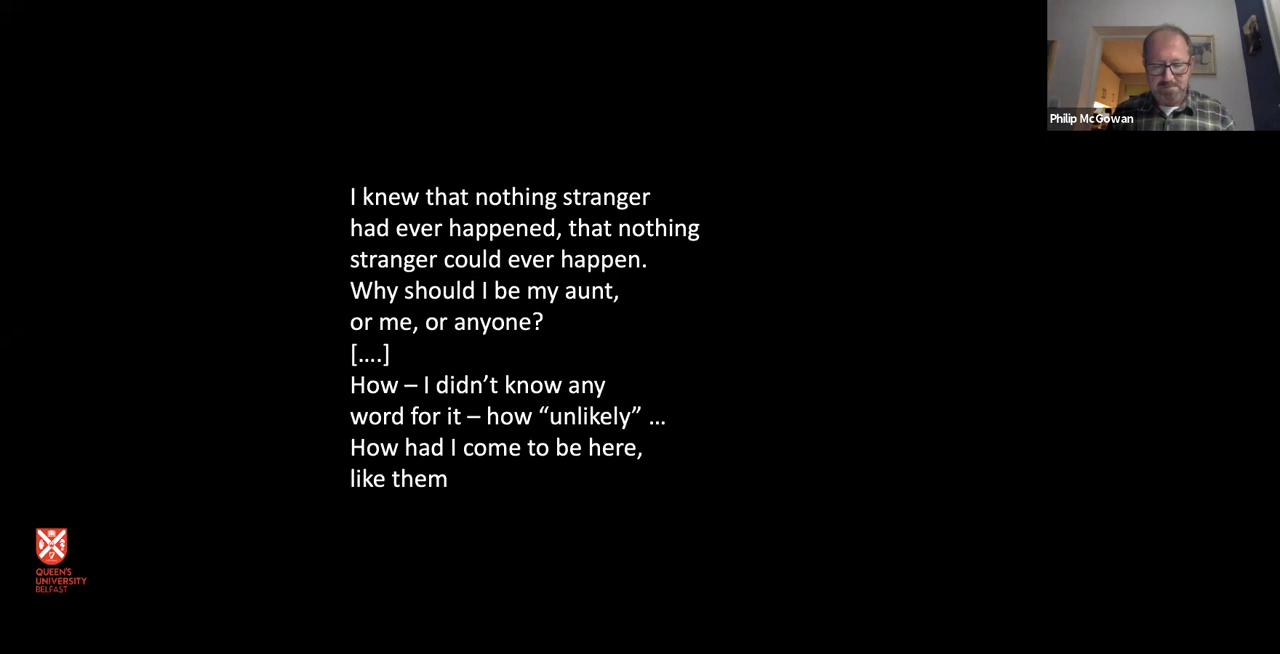 Philip McGowan
I knew that nothing stranger
had ever happened, that nothing
stranger could ever happen.
Why should I be my aunt,
or me, or anyone?
[....]
How – I didn’t know any
word for it – how “unlikely” …
How had I come to be here,
like them
QUEEN'S
UNIVERSITY
BELFAST